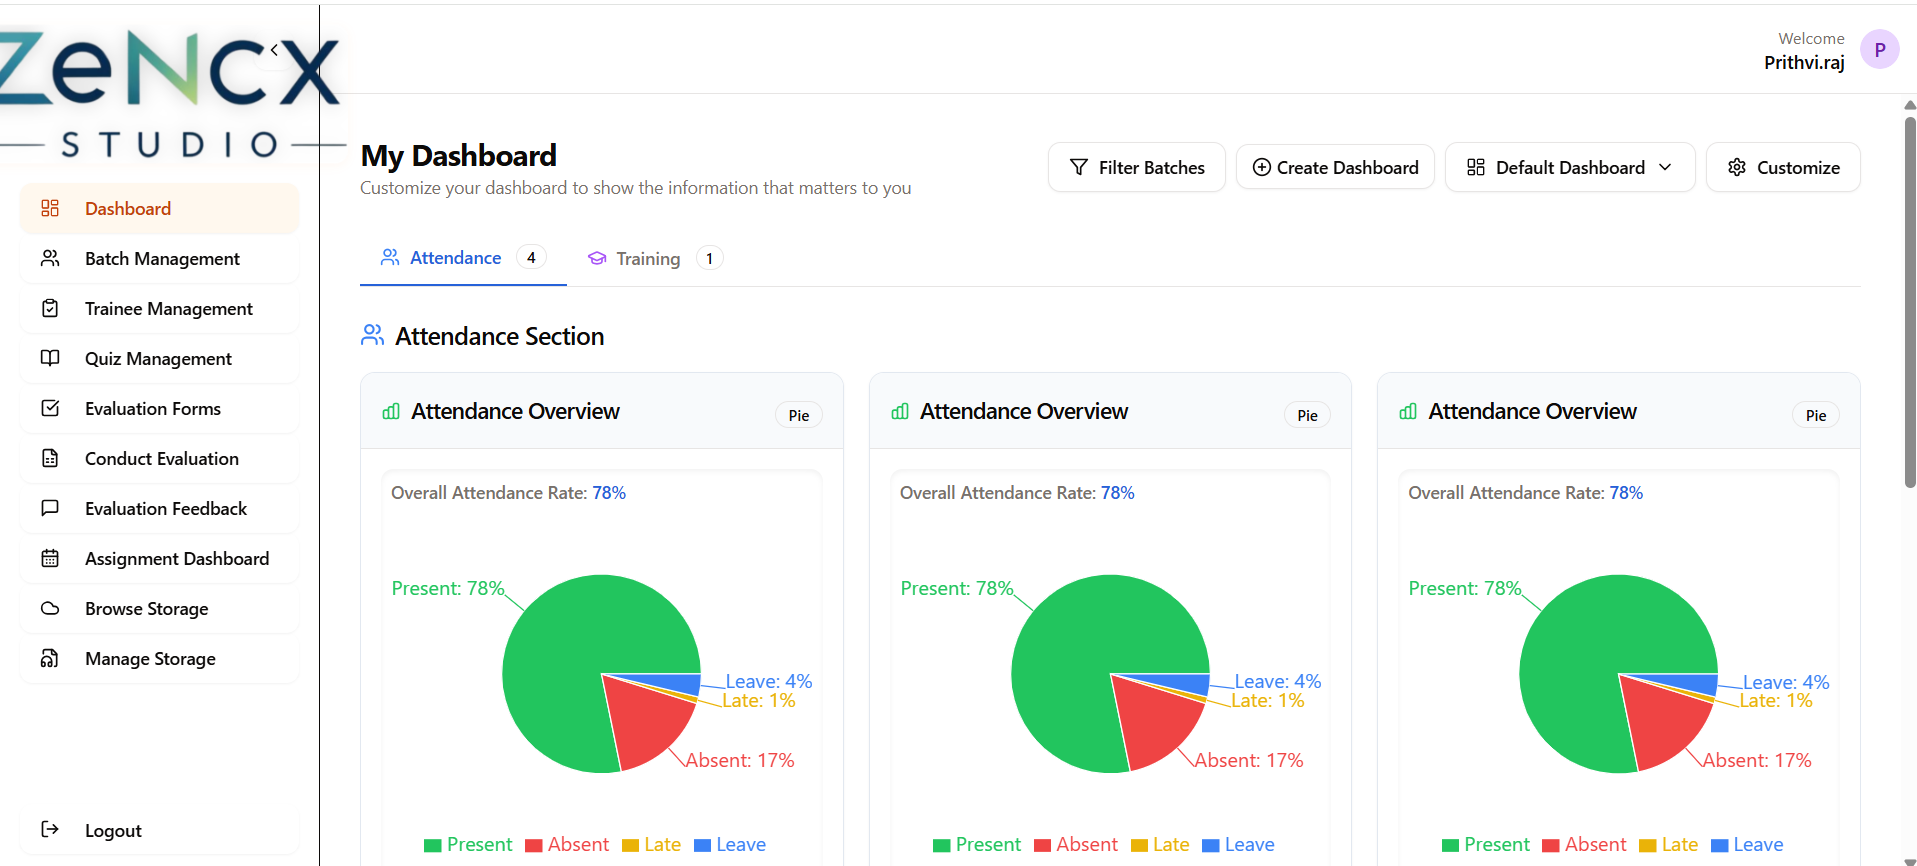 ZeNCX
STUDIO
Dashboard
Batch Management
Trainee Management
Quiz Management
Evaluation Forms
Conduct Evaluation
Evaluation Feedback
Assignment Dashboard
Browse Storage
Manage Storage
Logout
Welcome
Prithvi.raj
P
My Dashboard
Customize your dashboard to show the information that matters to you
Filter Batches
Create Dashboard
Default Dashboard
Customize
Attendance 4
Training 1
Attendance Section
Attendance Overview
Pie
Overall Attendance Rate: 78%
Present: 78%
Leave: 4%
Late: 1%
Absent: 17%
Present Absent Late Leave
Attendance Overview
Pie
Overall Attendance Rate: 78%
Present: 78%
Leave: 4%
Late: 1%
Absent: 17%
Present Absent Late Leave
Attendance Overview
Pie
Overall Attendance Rate: 78%
Present: 78%
Leave: 4%
Late: 1%
Absent: 17%
Present Absent Late Leave